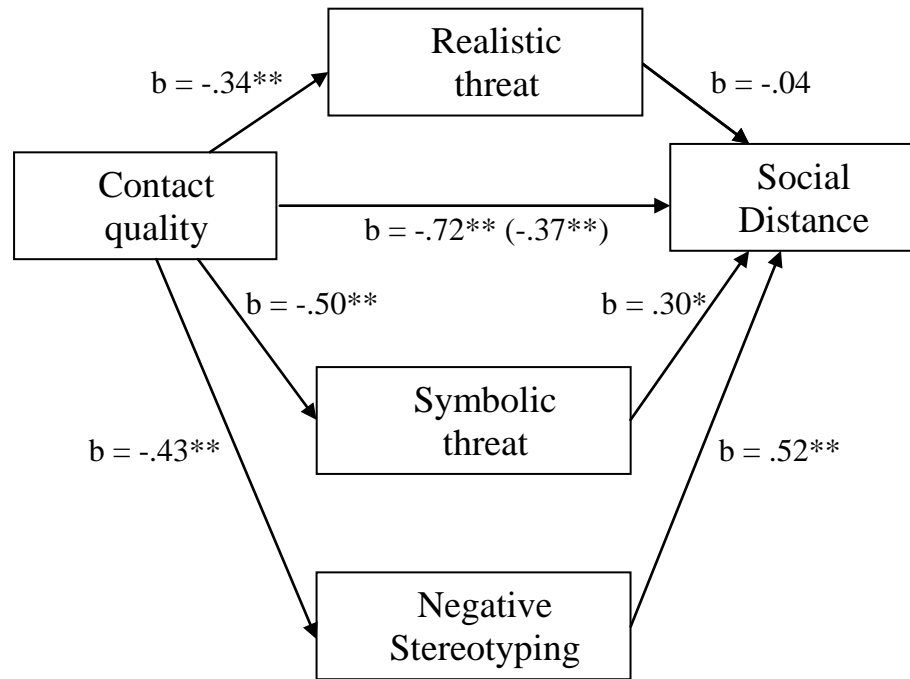 Realistic
threat
b = -.34**
b = -.04
Contact
quality
Social
Distance
b = -.72** (-.37**)
b = -.50**
b = .30*
Symbolic
threat
b = -.43**
b = .52**
Negative
Stereotyping